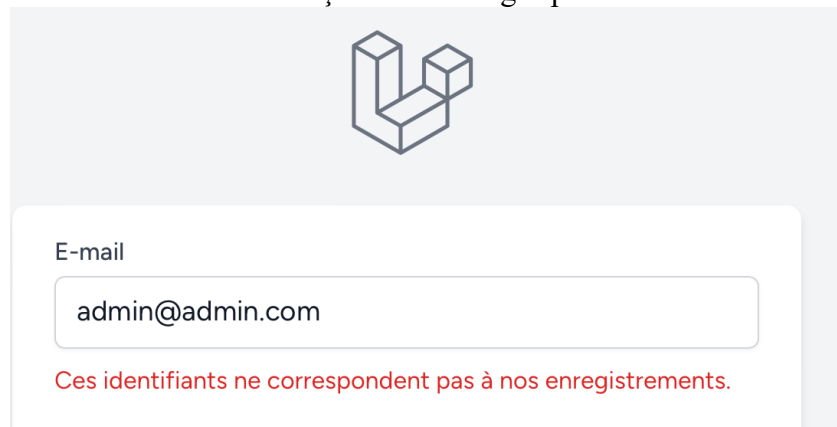 E-mail
admin@admin.com
Ces identifiants ne correspondent pas à nos enregistrements.